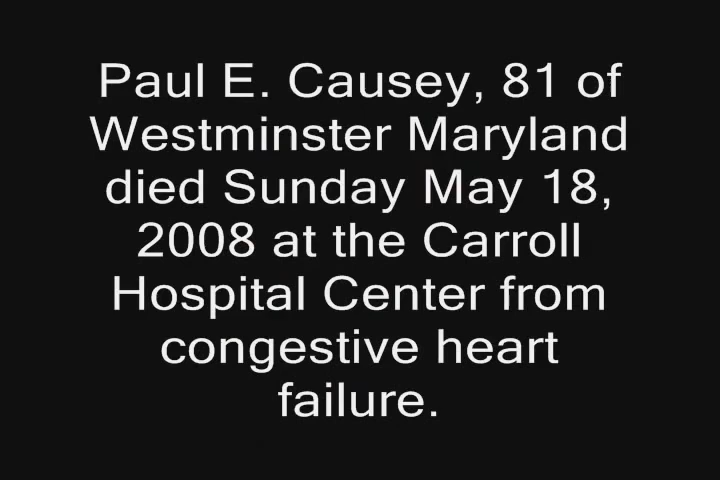 Paul E. Causey, 81 of
Westminster Maryland
died Sunday May 18,
2008 at the Carroll
Hospital Center from
congestive heart
failure.